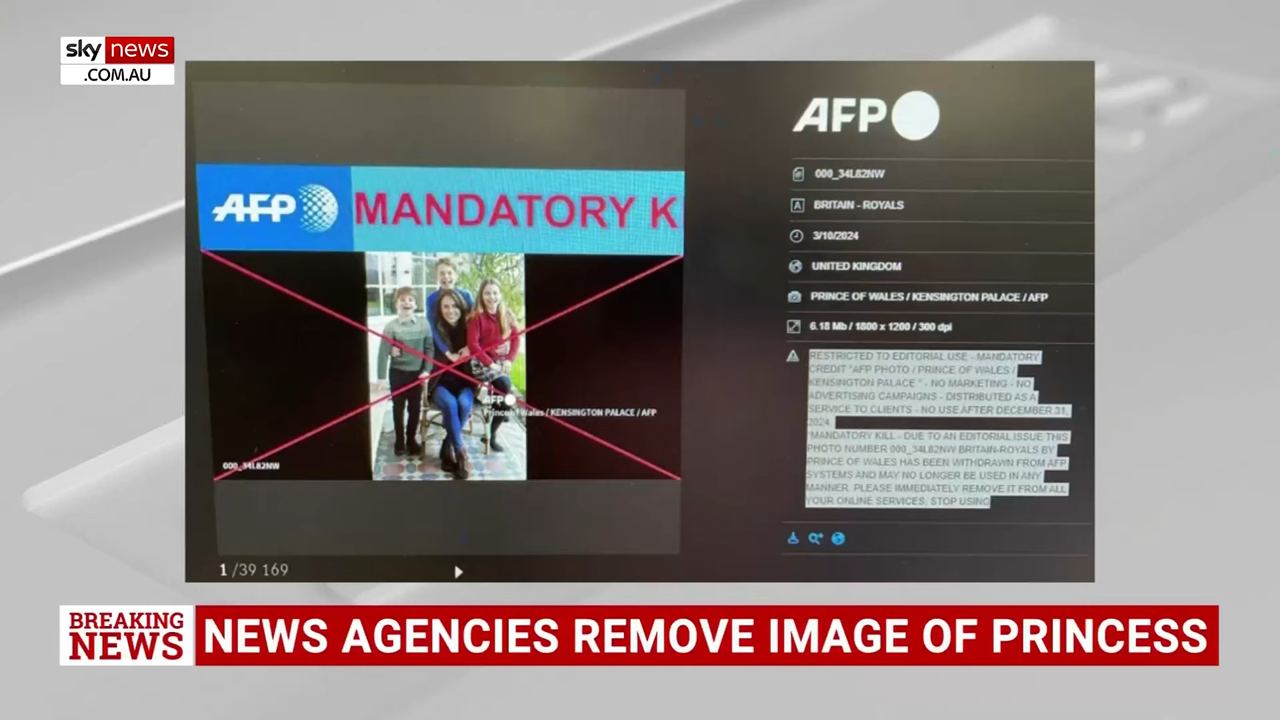 sky news
.COM.AU
AFP
MANDATORY K
AFP
Prince of Wales / KENSINGTON PALACE / AFP
000_34L82NW
1 /39 169
AFP
000_34L82NW
BRITAIN - ROYALS
3/10/2024
UNITED KINGDOM
PRINCE OF WALES / KENSINGTON PALACE / AFP
6.18 Mb / 1800 x 1200 / 300 dpi
RESTRICTED TO EDITORIAL USE - MANDATORY
CREDIT "AFP PHOTO / PRINCE OF WALES /
KENSINGTON PALACE " - NO MARKETING - NO
ADVERTISING CAMPAIGNS - DISTRIBUTED AS A
SERVICE TO CLIENTS - NO USE AFTER DECEMBER 31,
2024.
*MANDATORY KILL - DUE TO AN EDITORIAL ISSUE THIS
PHOTO NUMBER 000_34L82NW BRITAIN-ROYALS BY
PRINCE OF WALES HAS BEEN WITHDRAWN FROM AFP
SYSTEMS AND MAY NO LONGER BE USED IN ANY
MANNER. PLEASE IMMEDIATELY REMOVE IT FROM ALL
YOUR ONLINE SERVICES, STOP USING
BREAKING
NEWS
NEWS AGENCIES REMOVE IMAGE OF PRINCESS